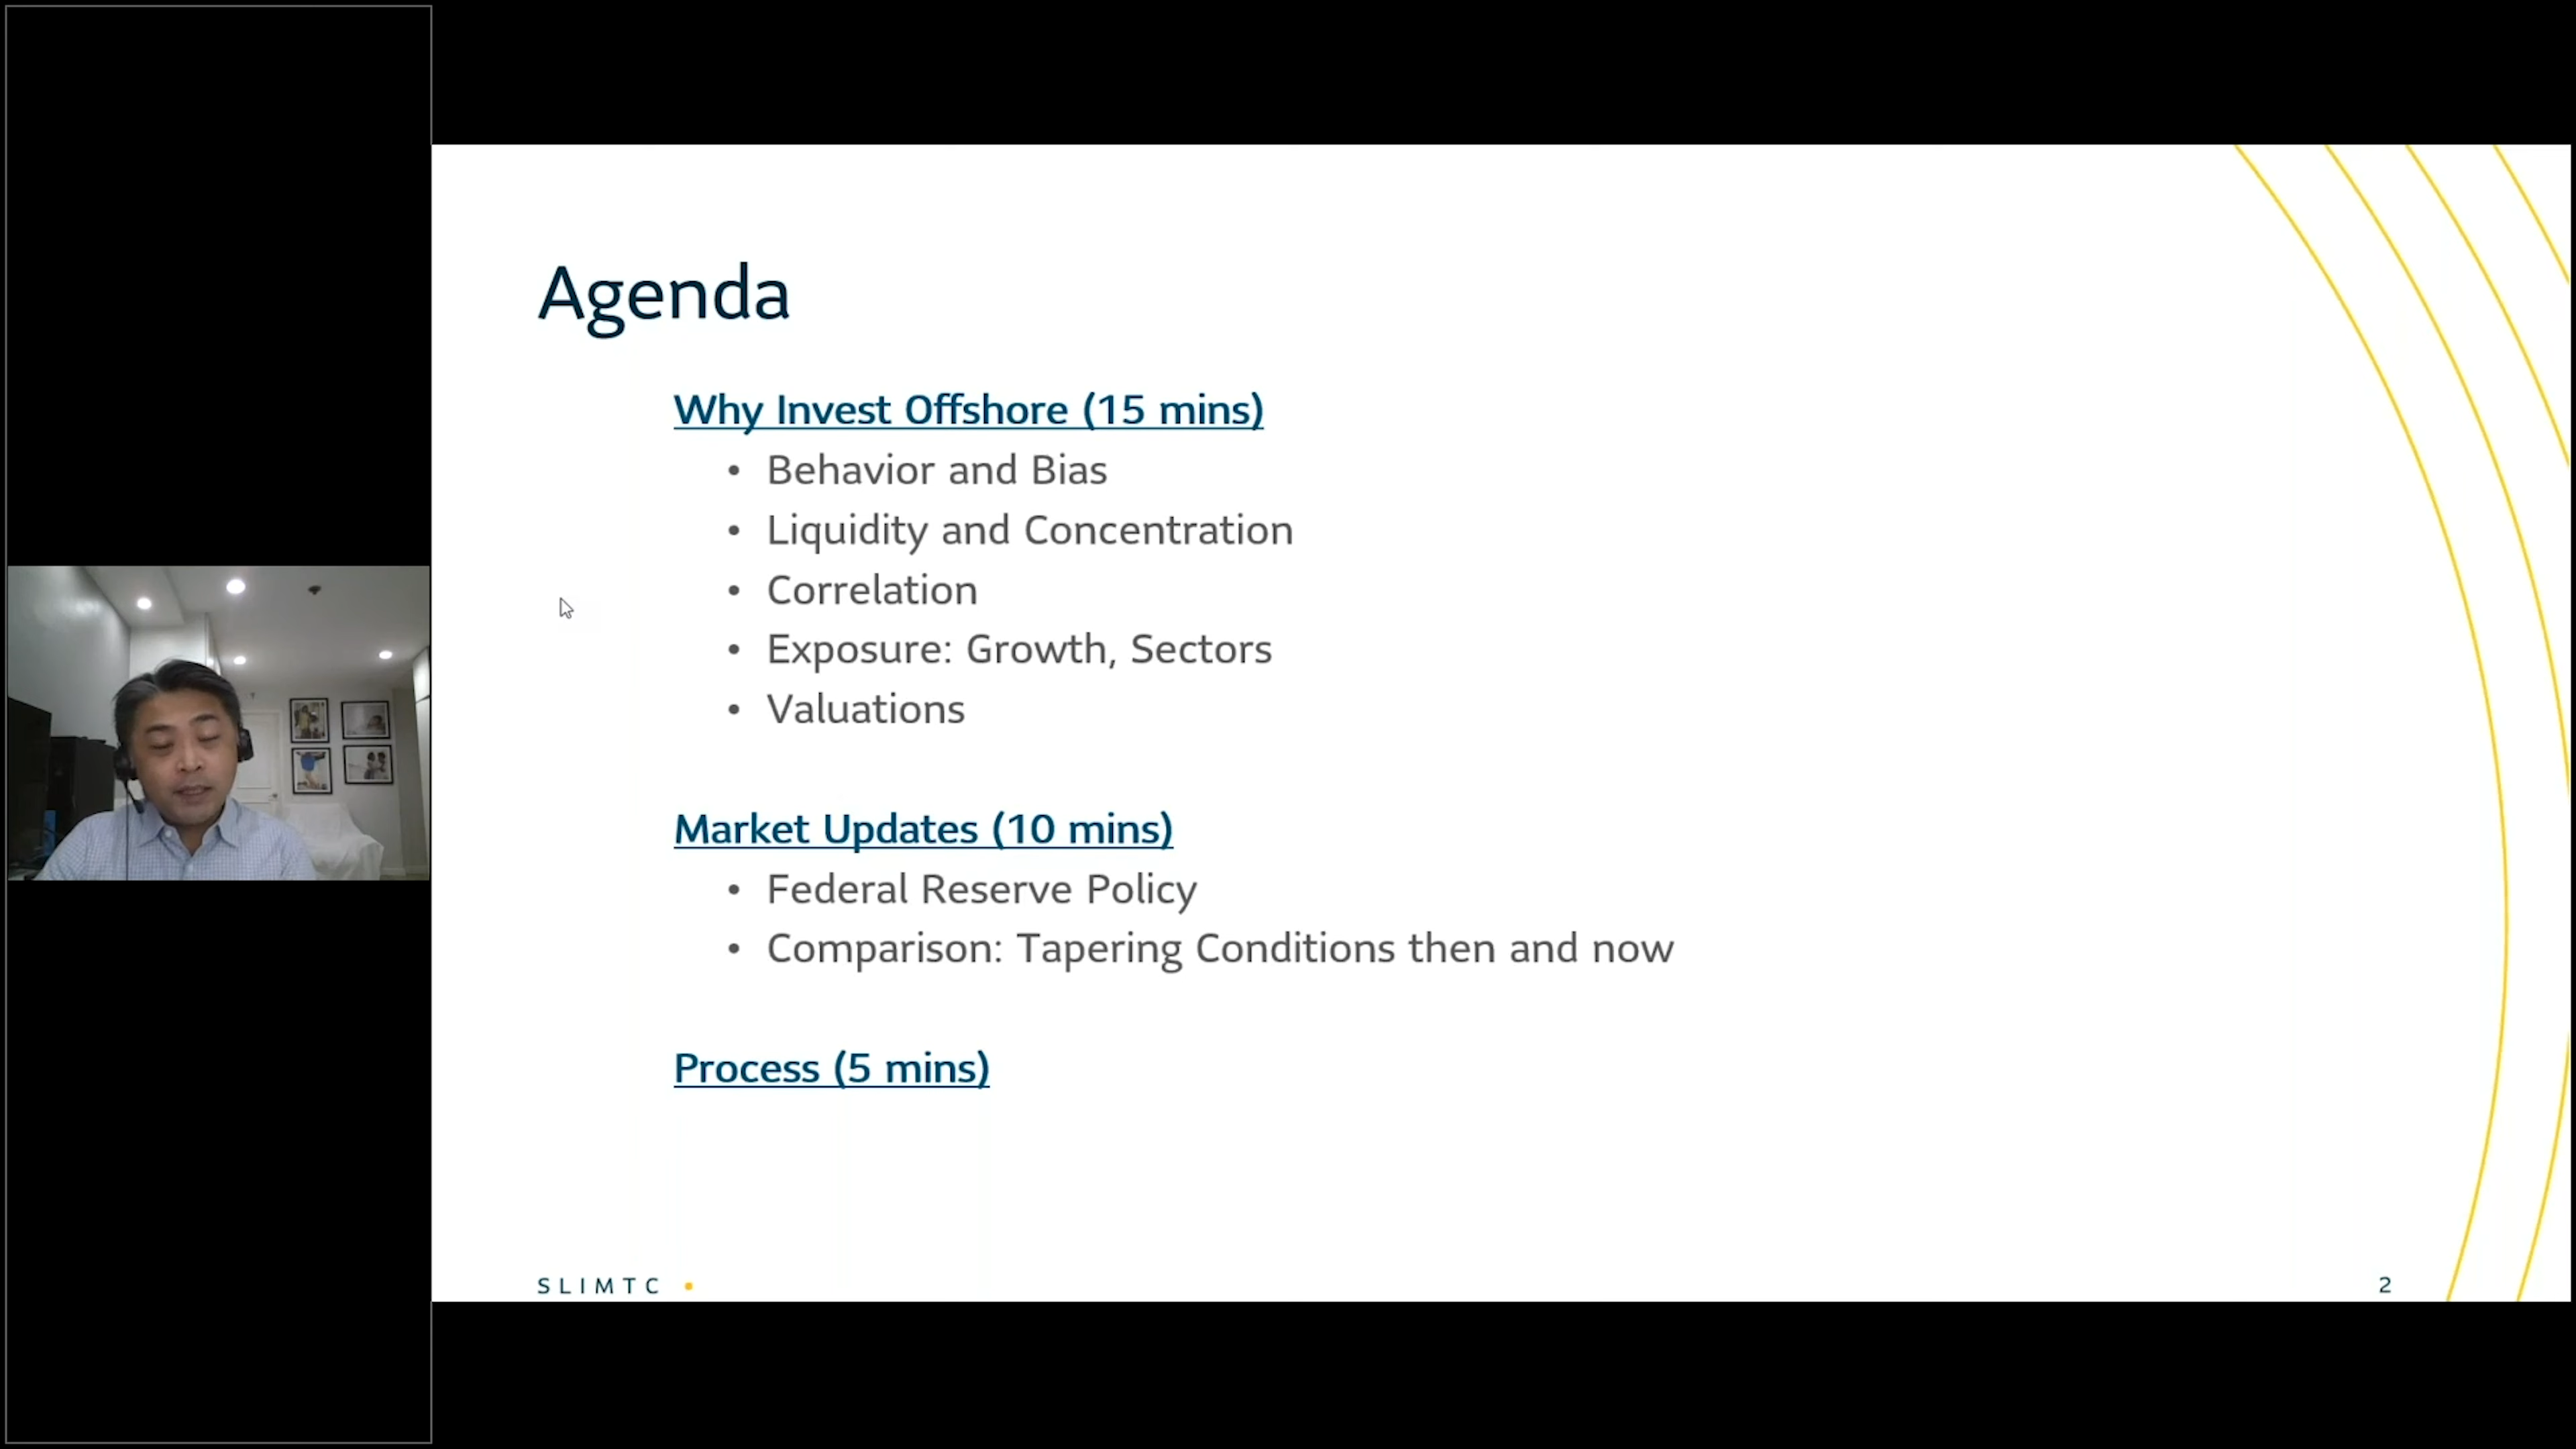 Agenda
Why Invest Offshore (15 mins)
• Behavior and Bias
• Liquidity and Concentration
• Correlation
• Exposure: Growth, Sectors
• Valuations
Market Updates (10 mins)
• Federal Reserve Policy
• Comparison: Tapering Conditions then and now
Process (5 mins)
SLIMTC
2